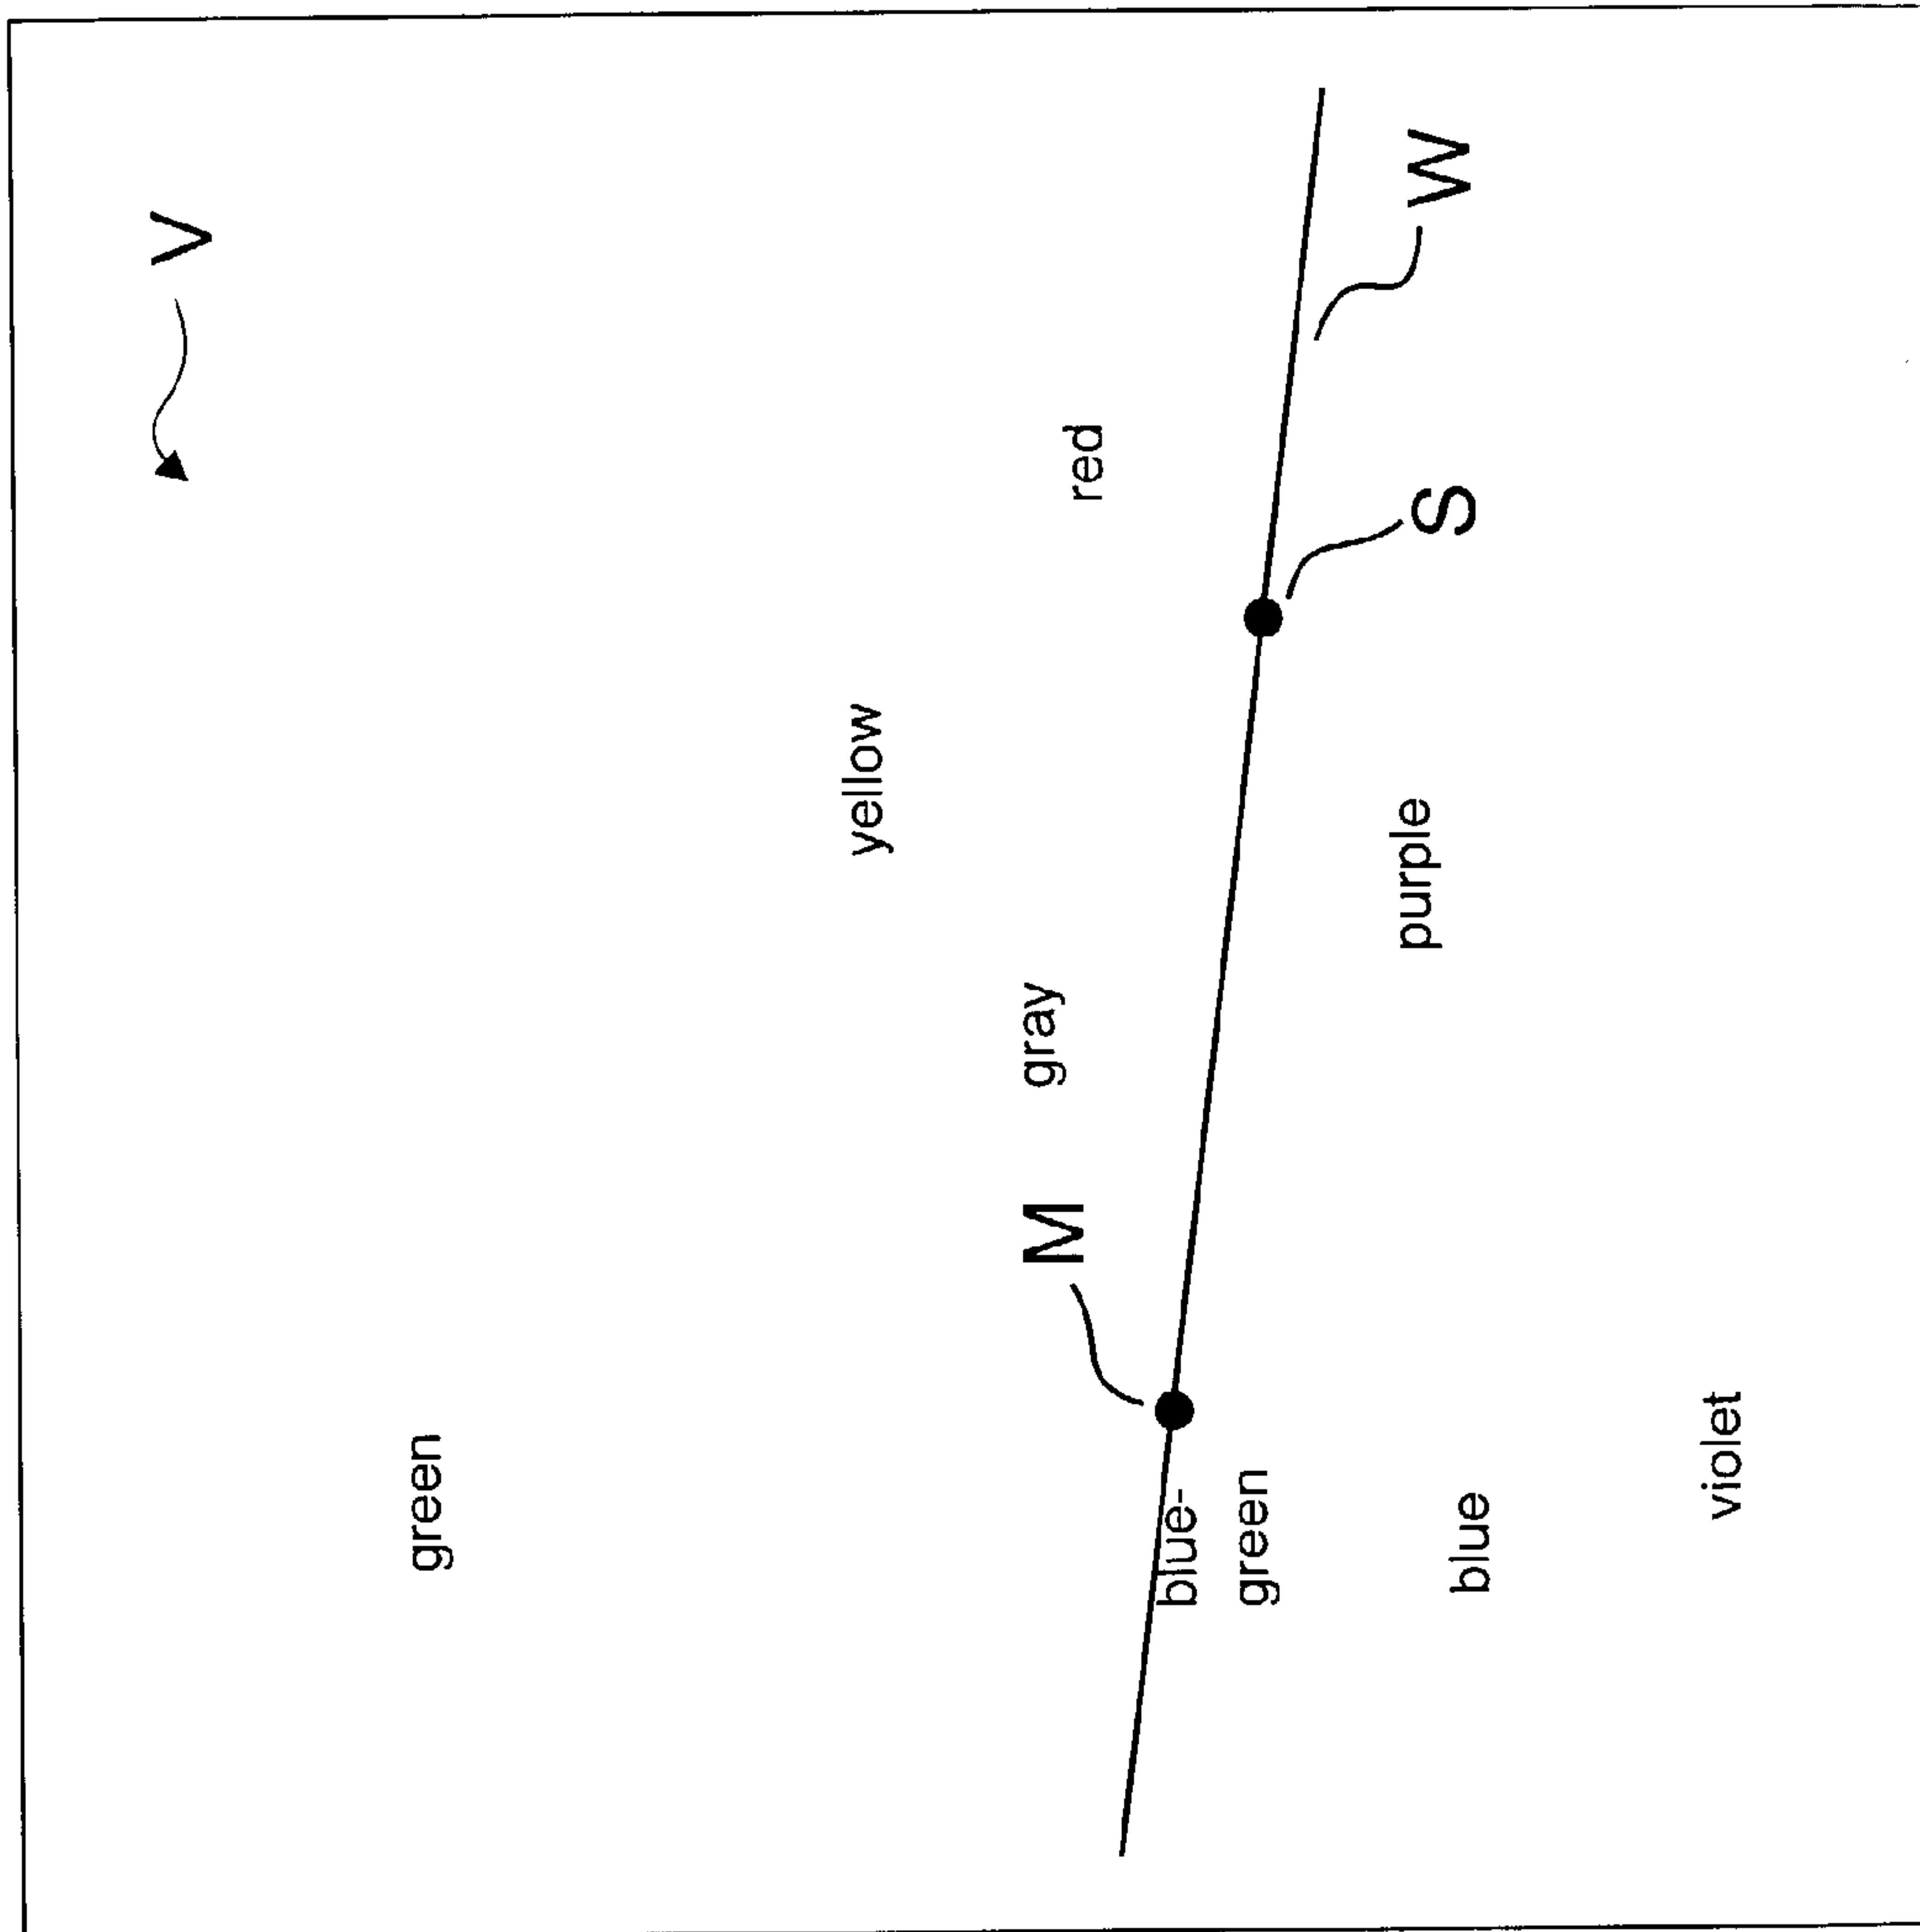 V
green
yellow
red
M
gray
W
S
blue-
green
purple
blue
violet